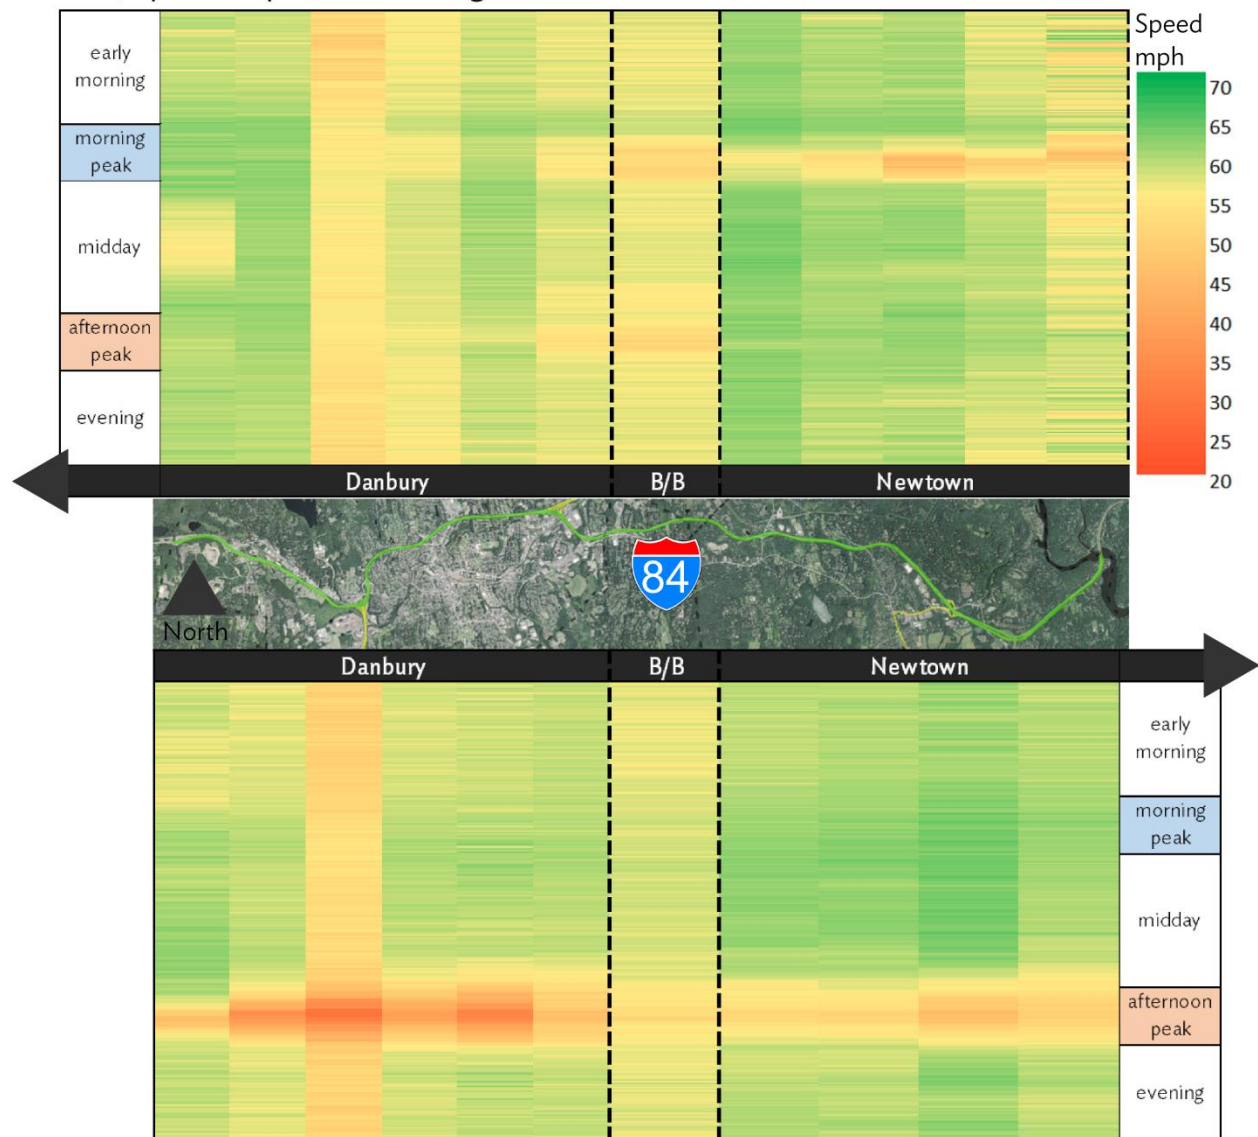 Speed
mph
early
morning
morning
peak
midday
afternoon
peak
evening
70
65
60
55
50
45
40
35
30
25
20
Danbury B/B Newtown
84
North
Danbury B/B Newtown
early
morning
morning
peak
midday
afternoon
peak
evening